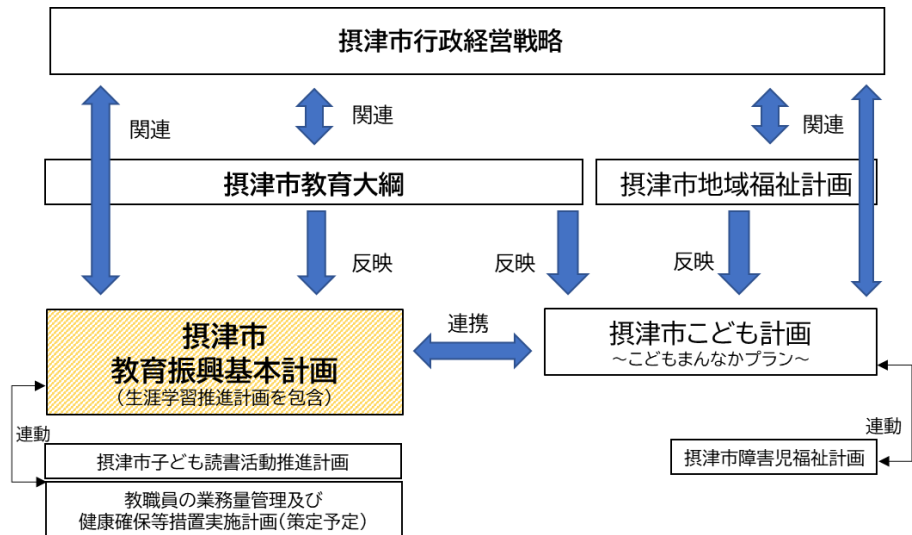 摂津市行政経営戦略
関連
関連
関連
摂津市教育大綱
摂津市地域福祉計画
反映
反映
反映
摂津市
教育振興基本計画
(生涯学習推進計画を包含)
連携
摂津市こども計画
～こどもまんなかプラン～
連動
連動
摂津市子ども読書活動推進計画
摂津市障害児福祉計画
教職員の業務量管理及び
健康確保等措置実施計画(策定予定)